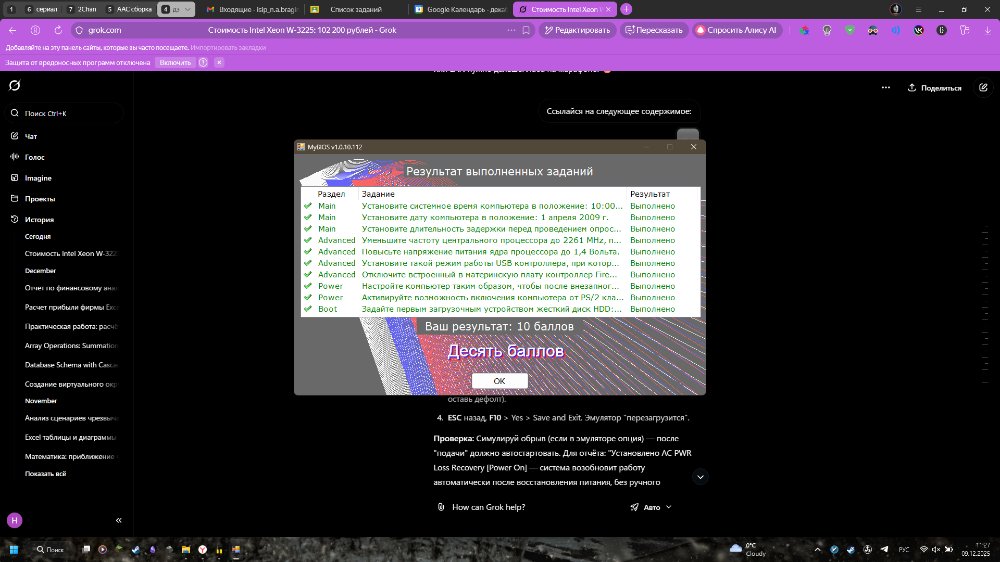 1
6 сериал
7 2Chan
5 ААС сборка
4 дз
Входящие - isip_n.a.bragin
Список заданий
Google Календарь - декаб
Стоимость Intel Xeon W
grok.com
Стоимость Intel Xeon W-3225: 102 200 рублей - Grok
Редактировать
Пересказать
Спросить Алису AI
Добавляйте на эту панель сайты, которые вы часто посещаете. Импортировать закладки
Защита от вредоносных программ отключена
Включить
Поделиться
Поиск Ctrl+K
Чат
Голос
Imagine
Проекты
История
Сегодня
Стоимость Intel Xeon W-3225
December
Отчет по финансовому анал
Расчет прибыли фирмы Exce
Практическая работа: расчё
Array Operations: Summation
Database Schema with Casca
Создание виртуального окр
November
Анализ сценариев чрезвыча
Excel таблицы и диаграммы
Математика: приближение
Показать всё
Н
Ссылайся на следующее содержимое:
MyBIOS v1.0.10.112
Результат выполненных заданий
Раздел Задание Результат
Main Установите системное время компьютера в положение: 10:00... Выполнено
Main Установите дату компьютера в положение: 1 апреля 2009 г. Выполнено
Main Установите длительность задержки перед проведением опрос... Выполнено
Advanced Уменьшите частоту центрального процессора до 2261 MHz, п... Выполнено
Advanced Повысьте напряжение питания ядра процессора до 1,4 Вольта. Выполнено
Advanced Установите такой режим работы USB контроллера, при котор... Выполнено
Advanced Отключите встроенный в материнскую плату контроллер Fire... Выполнено
Power Настройте компьютер таким образом, чтобы после внезапног... Выполнено
Power Активируйте возможность включения компьютера от PS/2 кла... Выполнено
Boot Задайте первым загрузочным устройством жесткий диск HDD:... Выполнено
Ваш результат: 10 баллов
Десять баллов
OK
оставь дефолт).
4. ESC назад, F10 > Yes > Save and Exit. Эмулятор "перезагрузится".
Проверка: Симулируй обрыв (если в эмуляторе опция) — после
"подачи" должно автостартовать. Для отчёта: "Установлено AC PWR
Loss Recovery [Power On] — система возобновит работу
автоматически после восстановления питания, без ручного
How can Grok help?
Авто
Поиск
0°C
Cloudy
РУС
11:27
09.12.2025